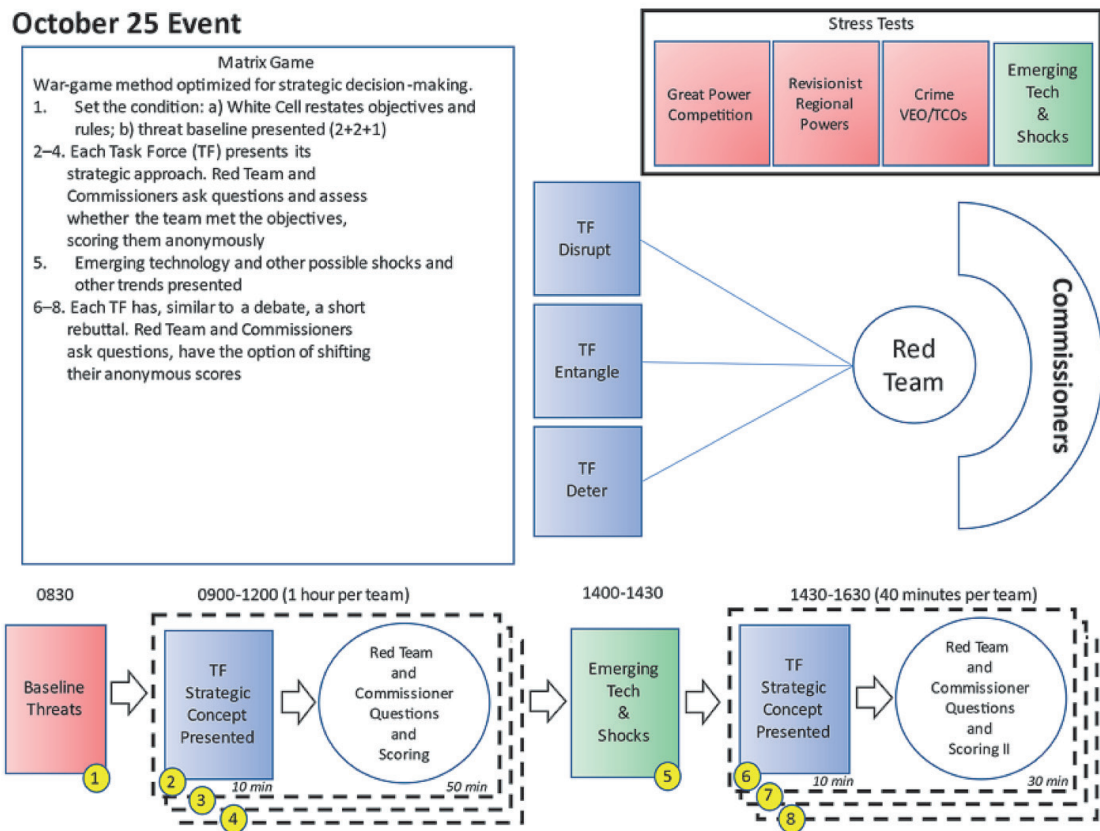 October 25 Event
Matrix Game
War-game method optimized for strategic decision-making.
1. Set the condition: a) White Cell restates objectives and
rules; b) threat baseline presented (2+2+1)
2–4. Each Task Force (TF) presents its
strategic approach. Red Team and
Commissioners ask questions and assess
whether the team met the objectives,
scoring them anonymously
5. Emerging technology and other possible shocks and
other trends presented
6–8. Each TF has, similar to a debate, a short
rebuttal. Red Team and Commissioners
ask questions, have the option of shifting
their anonymous scores
Stress Tests
Great Power
Competition
Revisionist
Regional
Powers
Crime
VEO/TCOs
Emerging
Tech
&
Shocks
TF
Disrupt
TF
Entangle
TF
Deter
Red
Team
Commissioners
0830
Baseline
Threats
1
0900-1200 (1 hour per team)
TF
Strategic
Concept
Presented
10 min
Red Team
and
Commissioner
Questions
and
Scoring
50 min
2
3
4
1400-1430
Emerging
Tech
&
Shocks
5
1430-1630 (40 minutes per team)
TF
Strategic
Concept
Presented
10 min
Red Team
and
Commissioner
Questions
and
Scoring II
30 min
6
7
8